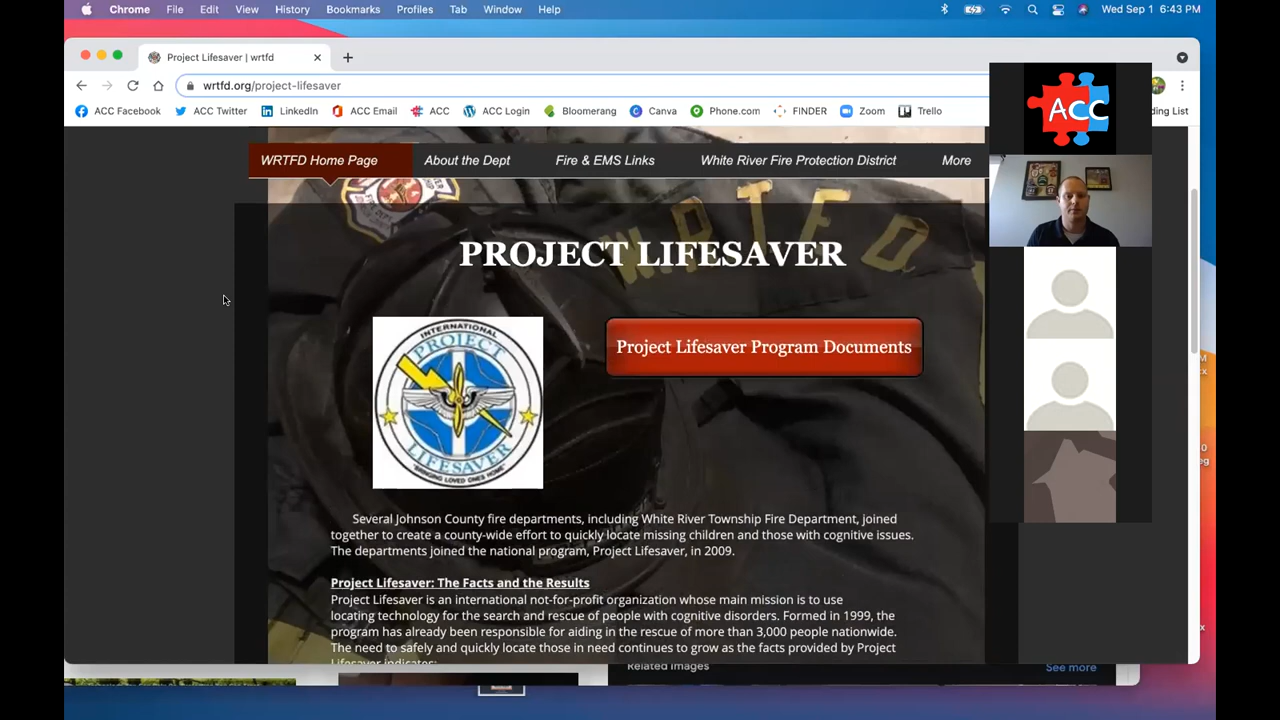 Chrome File Edit View History Bookmarks Profiles Tab Window Help Wed Sep 1 6:43 PM
Project Lifesaver | wrtfd
wrtfd.org/project-lifesaver
ACC Facebook ACC Twitter LinkedIn ACC Email ACC ACC Login Bloomerang Canva Phone.com FINDER Zoom Trello ding List
ACC
WRTFD Home Page About the Dept Fire & EMS Links White River Fire Protection District More
WRTFD
PROJECT LIFESAVER
INTERNATIONAL
PROJECT
LIFESAVER
"BRINGING LOVED ONES HOME"
Project Lifesaver Program Documents
Several Johnson County fire departments, including White River Township Fire Department, joined
together to create a county-wide effort to quickly locate missing children and those with cognitive issues.
The departments joined the national program, Project Lifesaver, in 2009.
Project Lifesaver: The Facts and the Results
Project Lifesaver is an international not-for-profit organization whose main mission is to use
locating technology for the search and rescue of people with cognitive disorders. Formed in 1999, the
program has already been responsible for aiding in the rescue of more than 3,000 people nationwide.
The need to safely and quickly locate those in need continues to grow as the facts provided by Project
Lifesaver indicates:
Related images See more